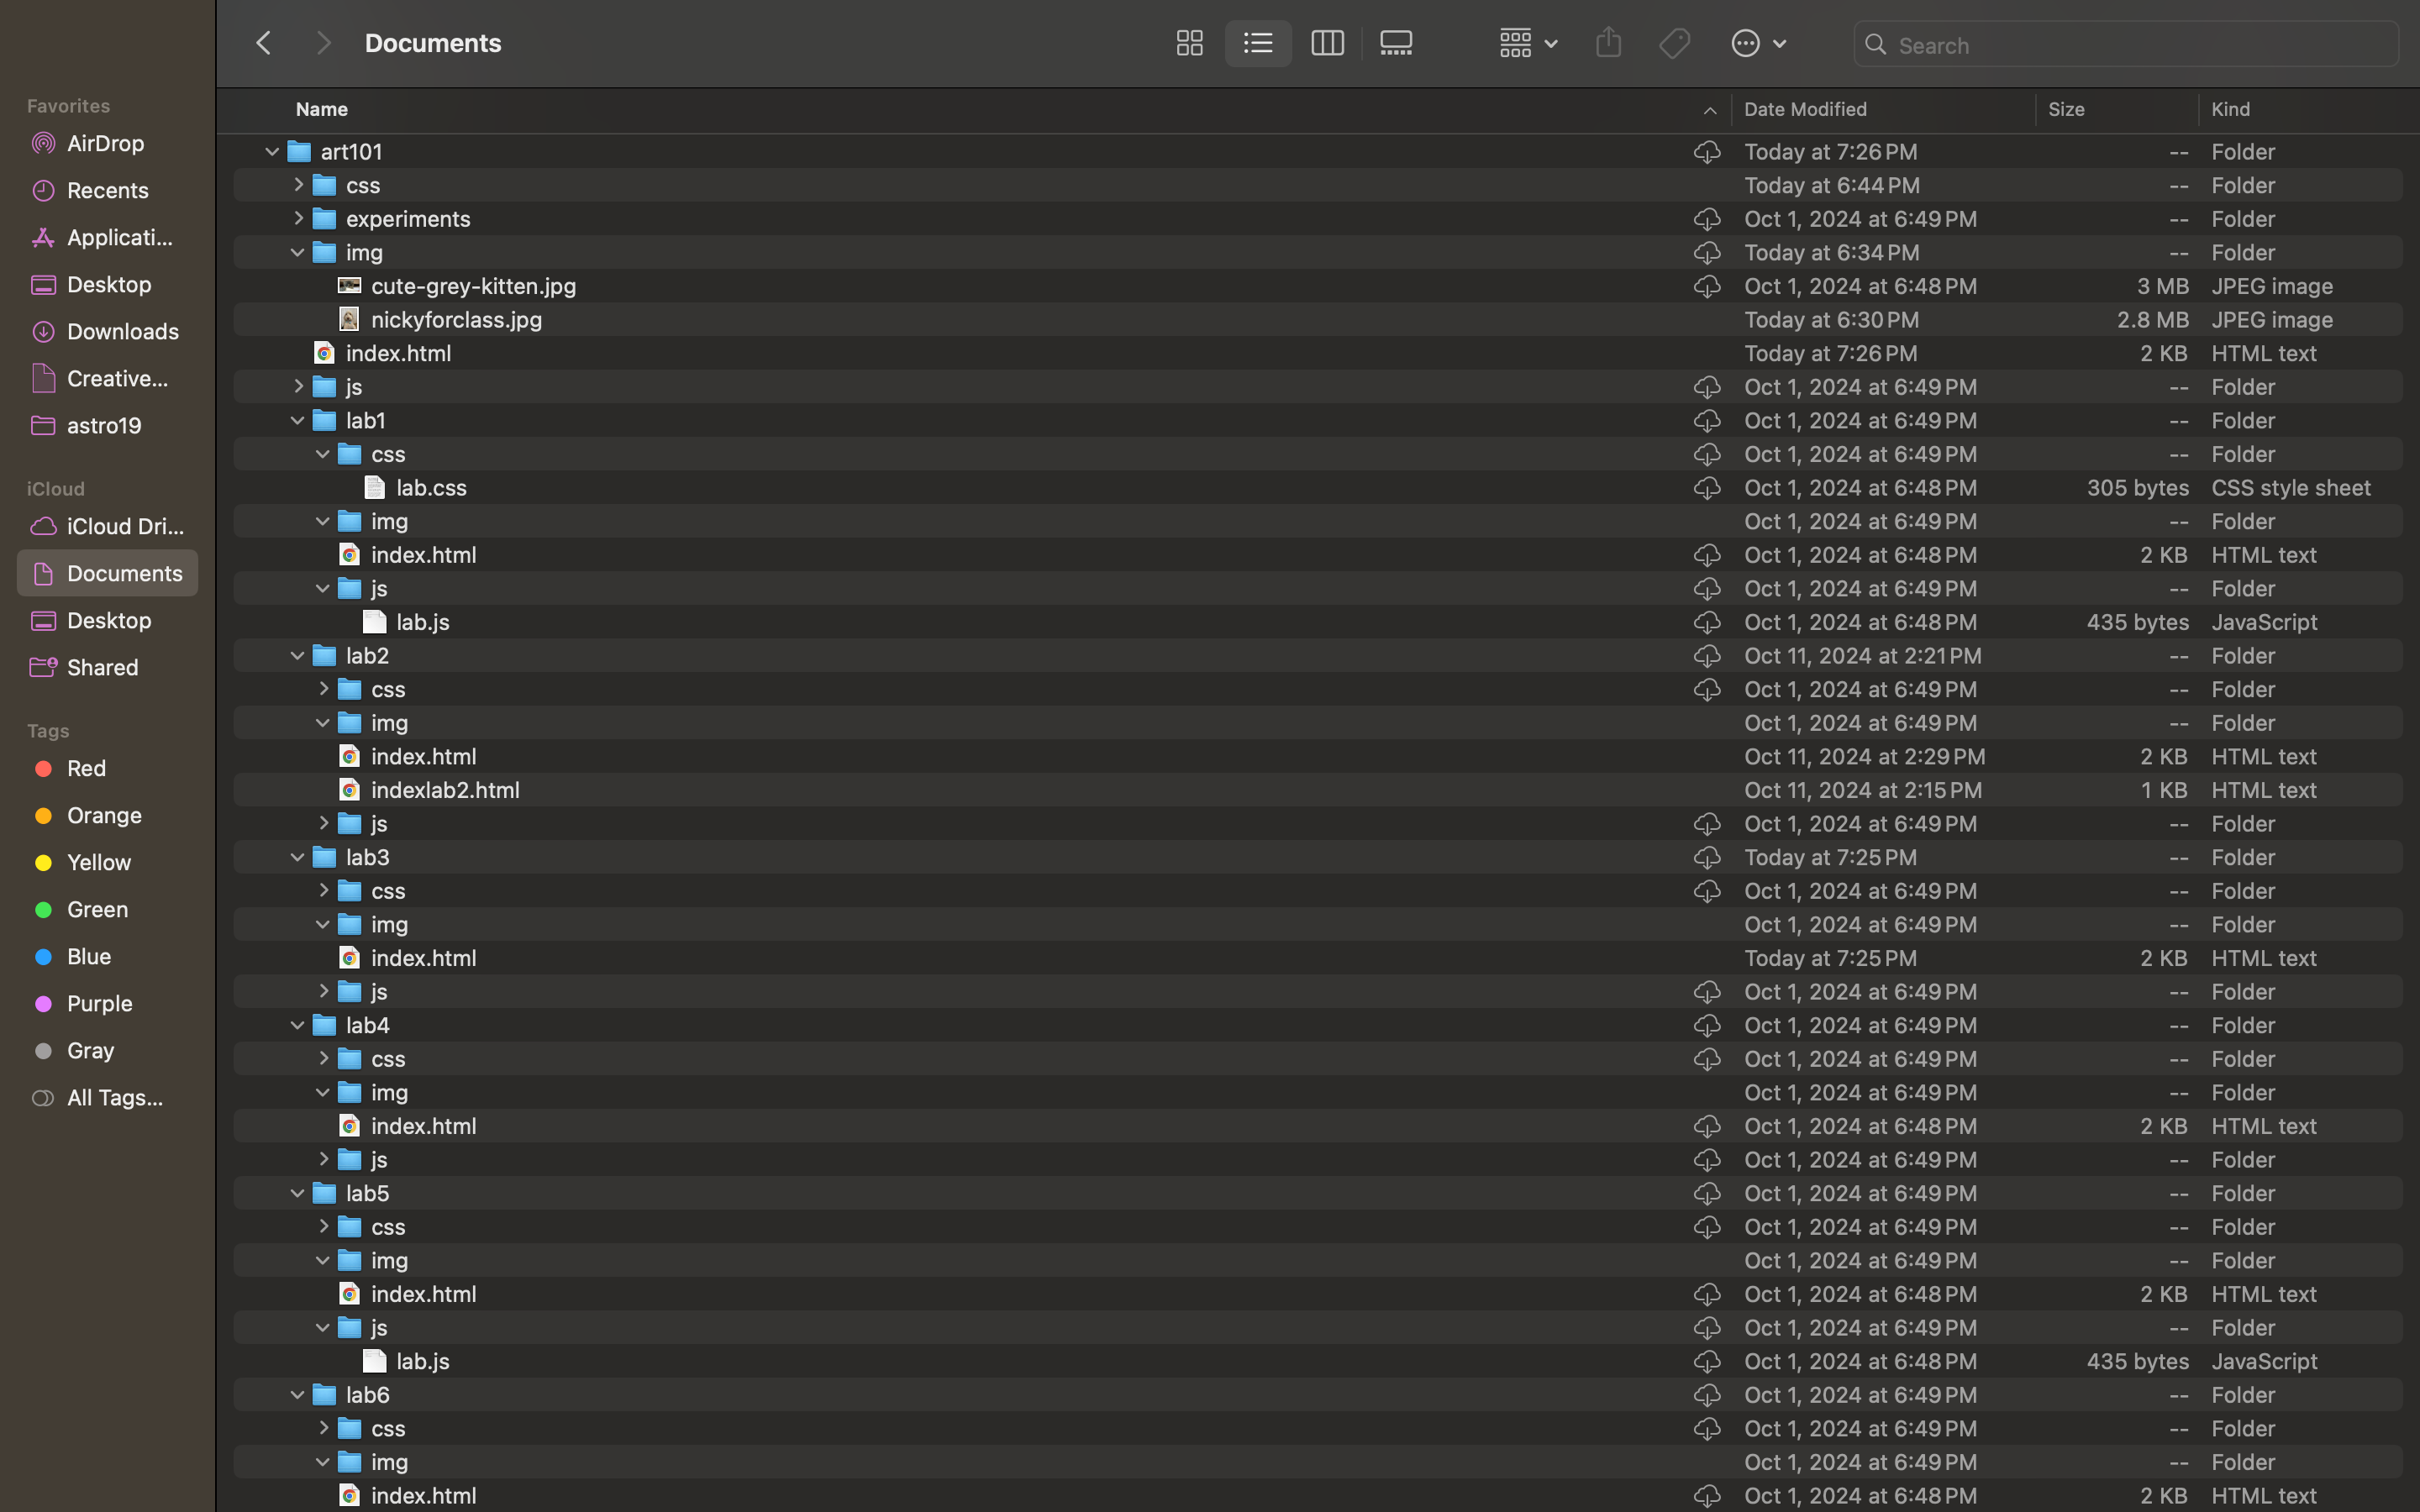 Documents
Search
Favorites
AirDrop
Recents
Applicati...
Desktop
Downloads
Creative...
astro19
iCloud
iCloud Dri...
Documents
Desktop
Shared
Tags
Red
Orange
Yellow
Green
Blue
Purple
Gray
All Tags...
Name Date Modified Size Kind
art101 Today at 7:26 PM -- Folder
css Today at 6:44 PM -- Folder
experiments Oct 1, 2024 at 6:49 PM -- Folder
img Today at 6:34 PM -- Folder
cute-grey-kitten.jpg Oct 1, 2024 at 6:48 PM 3 MB JPEG image
nickyforclass.jpg Today at 6:30 PM 2.8 MB JPEG image
index.html Today at 7:26 PM 2 KB HTML text
js Oct 1, 2024 at 6:49 PM -- Folder
lab1 Oct 1, 2024 at 6:49 PM -- Folder
css Oct 1, 2024 at 6:49 PM -- Folder
lab.css Oct 1, 2024 at 6:48 PM 305 bytes CSS style sheet
img Oct 1, 2024 at 6:49 PM -- Folder
index.html Oct 1, 2024 at 6:48 PM 2 KB HTML text
js Oct 1, 2024 at 6:49 PM -- Folder
lab.js Oct 1, 2024 at 6:48 PM 435 bytes JavaScript
lab2 Oct 11, 2024 at 2:21 PM -- Folder
css Oct 1, 2024 at 6:49 PM -- Folder
img Oct 1, 2024 at 6:49 PM -- Folder
index.html Oct 11, 2024 at 2:29 PM 2 KB HTML text
indexlab2.html Oct 11, 2024 at 2:15 PM 1 KB HTML text
js Oct 1, 2024 at 6:49 PM -- Folder
lab3 Today at 7:25 PM -- Folder
css Oct 1, 2024 at 6:49 PM -- Folder
img Oct 1, 2024 at 6:49 PM -- Folder
index.html Today at 7:25 PM 2 KB HTML text
js Oct 1, 2024 at 6:49 PM -- Folder
lab4 Oct 1, 2024 at 6:49 PM -- Folder
css Oct 1, 2024 at 6:49 PM -- Folder
img Oct 1, 2024 at 6:49 PM -- Folder
index.html Oct 1, 2024 at 6:48 PM 2 KB HTML text
js Oct 1, 2024 at 6:49 PM -- Folder
lab5 Oct 1, 2024 at 6:49 PM -- Folder
css Oct 1, 2024 at 6:49 PM -- Folder
img Oct 1, 2024 at 6:49 PM -- Folder
index.html Oct 1, 2024 at 6:48 PM 2 KB HTML text
js Oct 1, 2024 at 6:49 PM -- Folder
lab.js Oct 1, 2024 at 6:48 PM 435 bytes JavaScript
lab6 Oct 1, 2024 at 6:49 PM -- Folder
css Oct 1, 2024 at 6:49 PM -- Folder
img Oct 1, 2024 at 6:49 PM -- Folder
index.html Oct 1, 2024 at 6:48 PM 2 KB HTML text